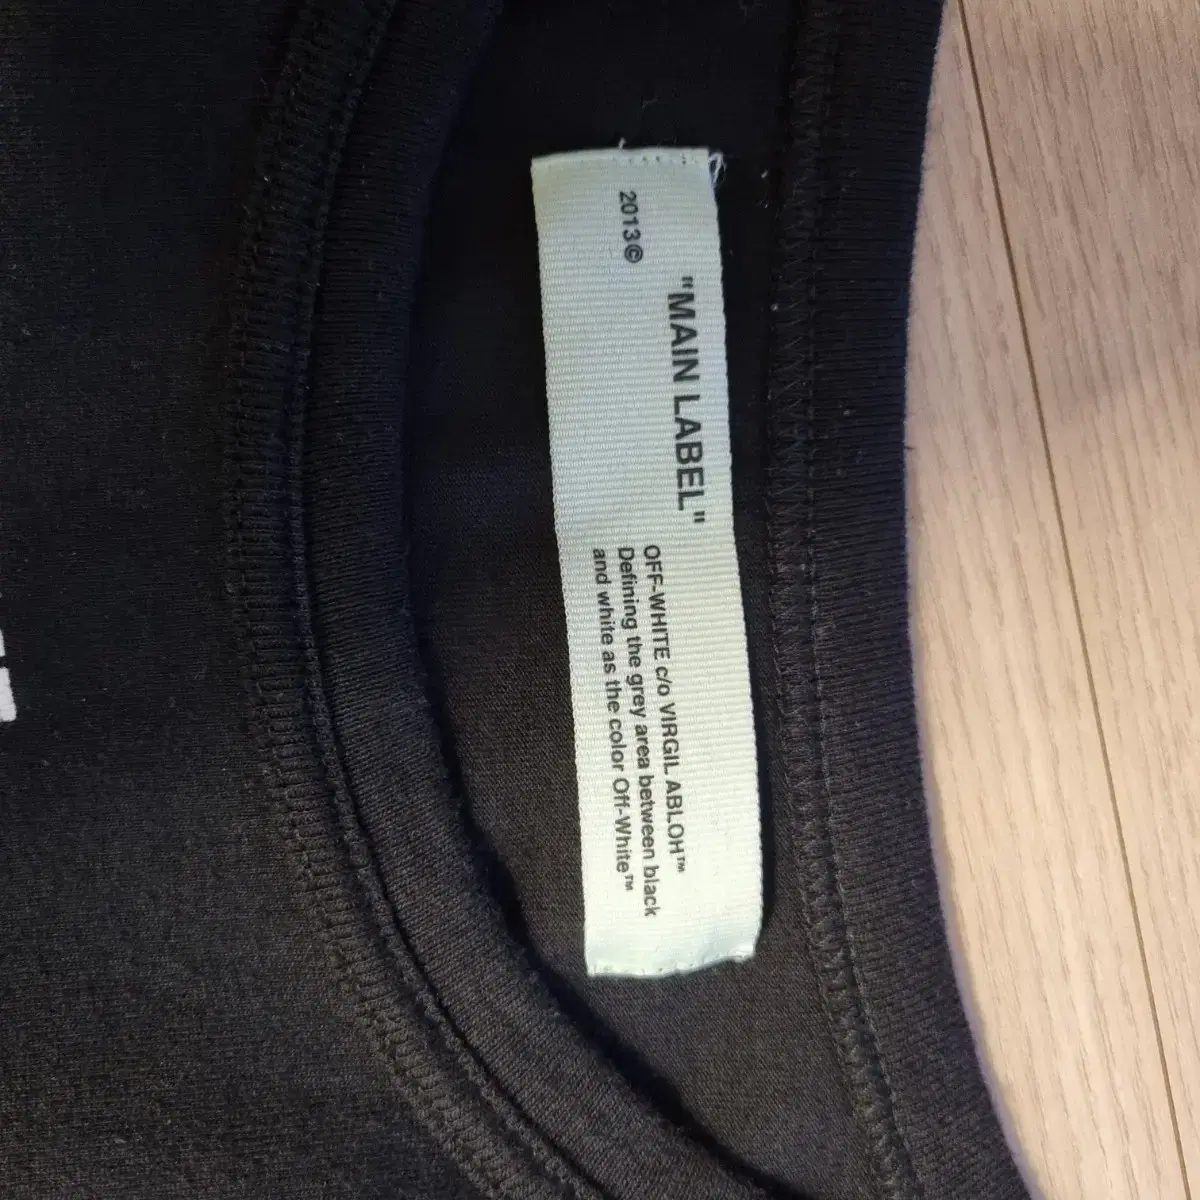 2013©
"MAIN LABEL"
OFF-WHITE c/o VIRGIL ABLOH™
Defining the grey area between black
and white as the color Off-White™